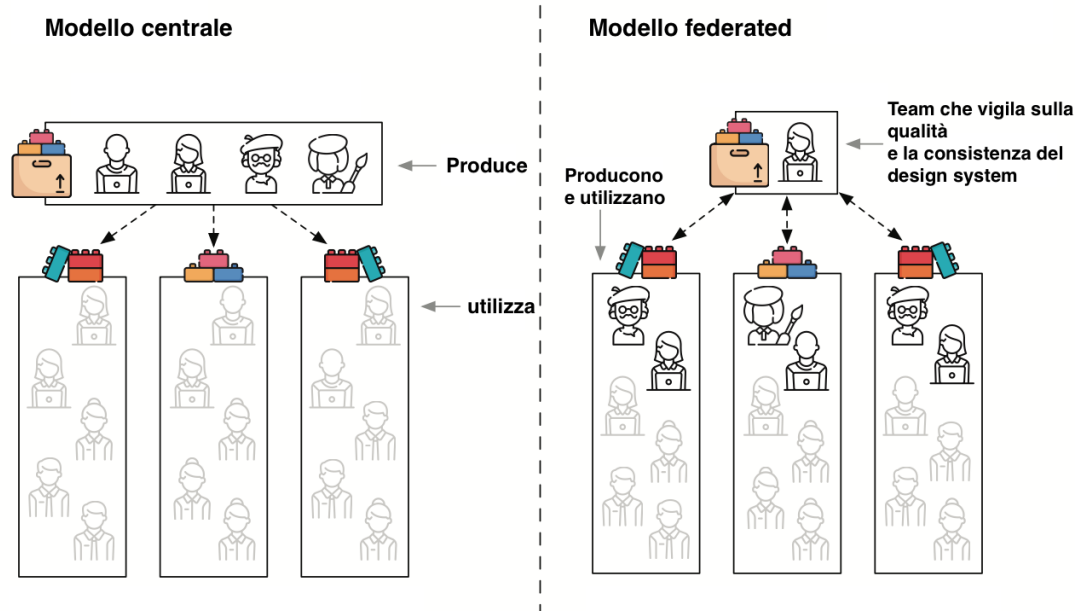 Modello centrale
Produce
utilizza
Modello federated
Team che vigila sulla
qualità
e la consistenza del
design system
Producono
e utilizzano